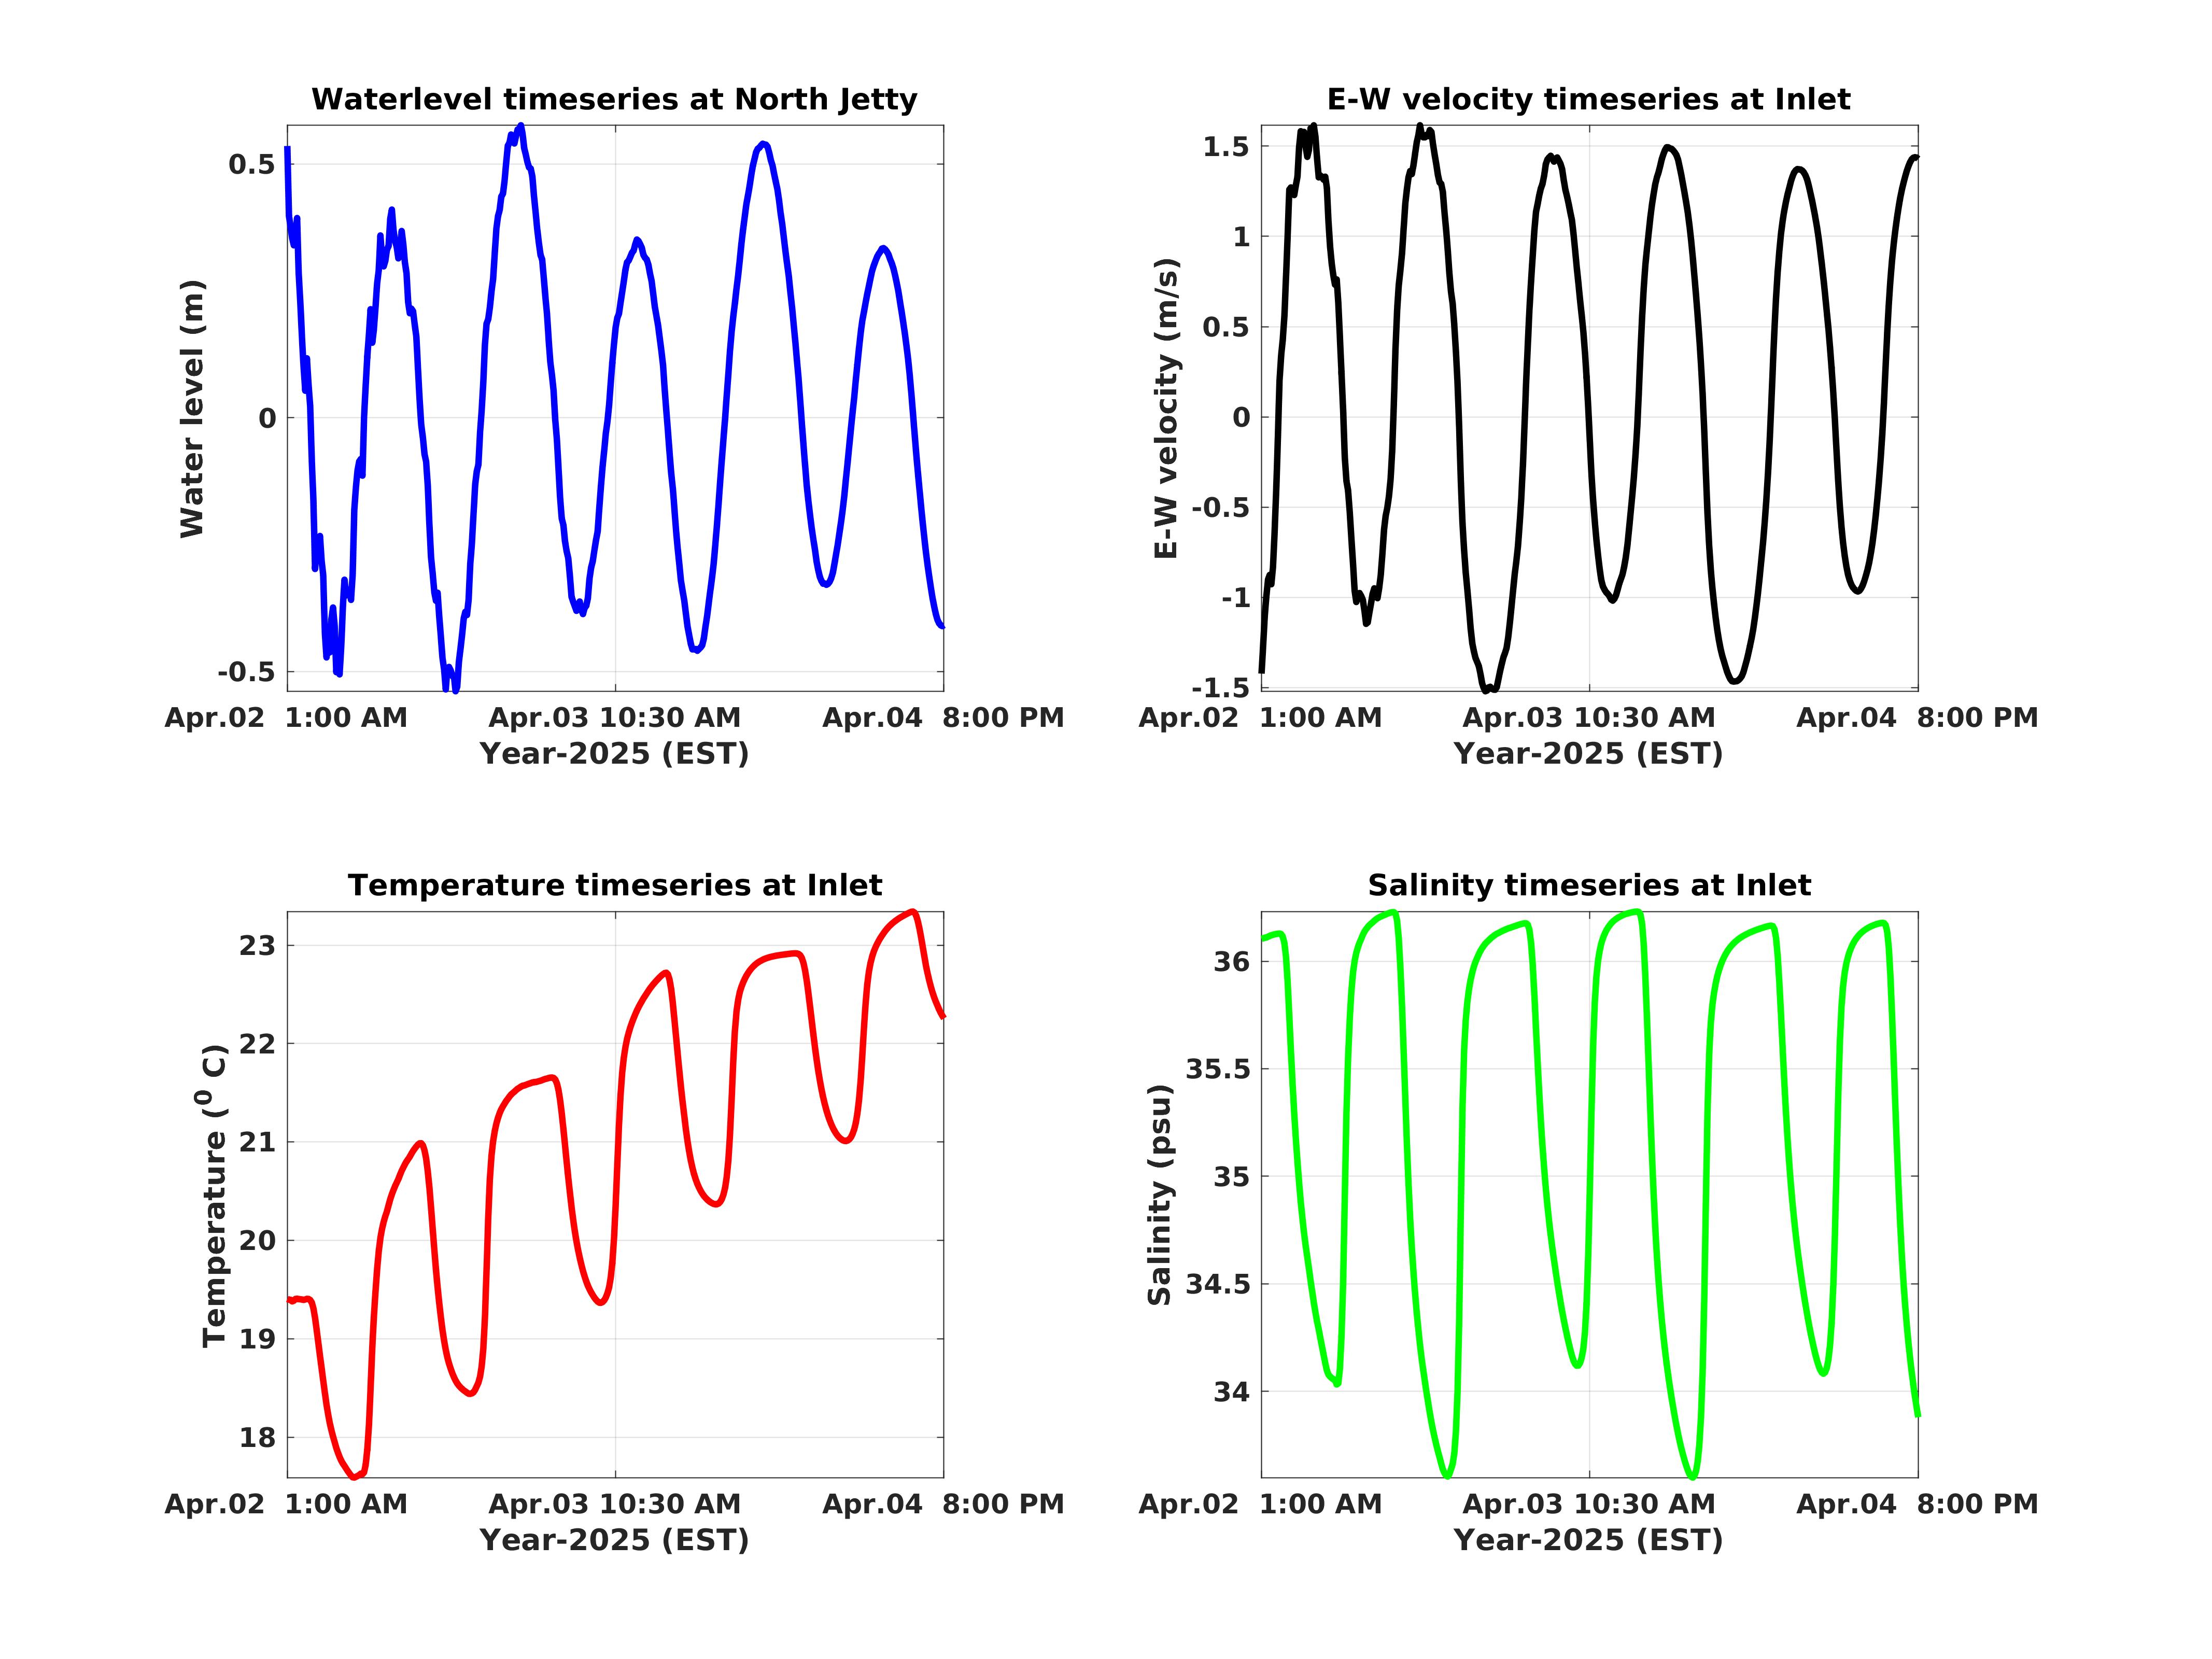 Waterlevel timeseries at North Jetty
0.5
0
-0.5
Water level (m)
Apr.02 1:00 AM Apr.03 10:30 AM Apr.04 8:00 PM
Year-2025 (EST)
E-W velocity timeseries at Inlet
1.5
1
0.5
0
-0.5
-1
-1.5
E-W velocity (m/s)
Apr.02 1:00 AM Apr.03 10:30 AM Apr.04 8:00 PM
Year-2025 (EST)
Temperature timeseries at Inlet
23
22
21
20
19
18
Temperature (⁰ C)
Apr.02 1:00 AM Apr.03 10:30 AM Apr.04 8:00 PM
Year-2025 (EST)
Salinity timeseries at Inlet
36
35.5
35
34.5
34
Salinity (psu)
Apr.02 1:00 AM Apr.03 10:30 AM Apr.04 8:00 PM
Year-2025 (EST)